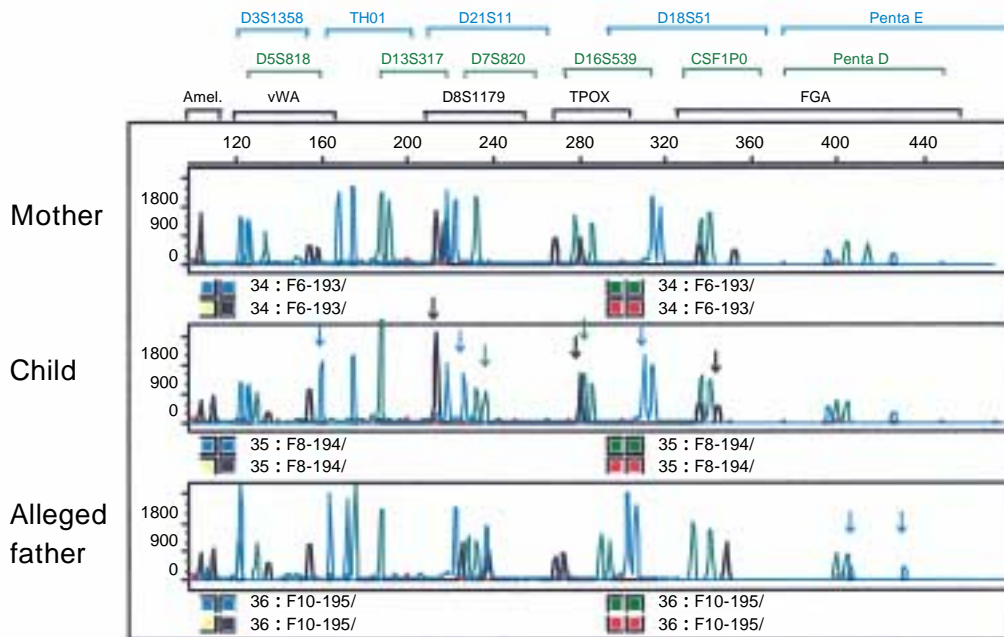 D3S1358 TH01 D21S11 D18S51 Penta E
D5S818 D13S317 D7S820 D16S539 CSF1P0 Penta D
Amel. vWA D8S1179 TPOX FGA
120 160 200 240 280 320 340 400 440
Mother
1800
900
0
34 : F6-193/ 34 : F6-193/
34 : F6-193/ 34 : F6-193/
Child
1800
900
0
35 : F8-194/ 35 : F8-194/
35 : F8-194/ 35 : F8-194/
Alleged
father
1800
900
0
36 : F10-195/ 36 : F10-195/
36 : F10-195/ 36 : F10-195/